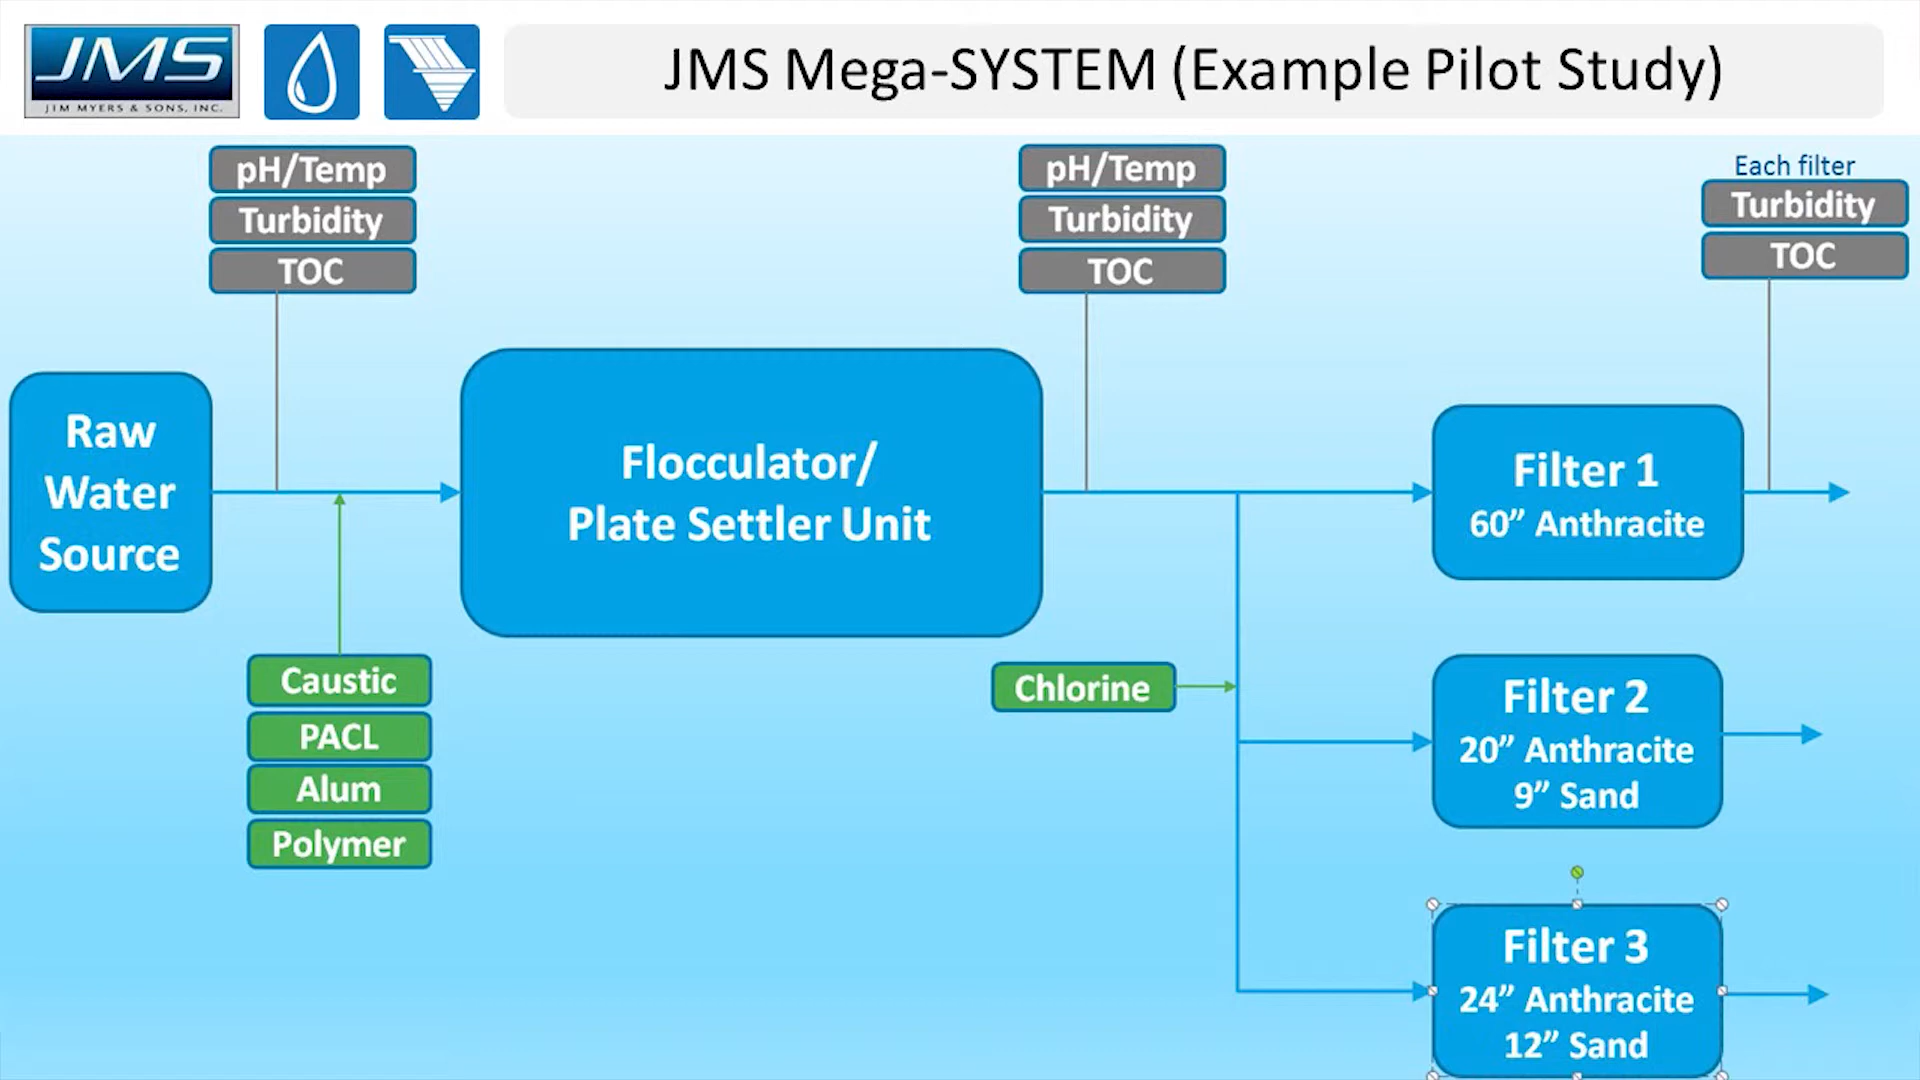 JMS
JIM MYERS & SONS, INC.
JMS Mega-SYSTEM (Example Pilot Study)
pH/Temp
Turbidity
TOC
pH/Temp
Turbidity
TOC
Each filter
Turbidity
TOC
Raw
Water
Source
Flocculator/
Plate Settler Unit
Filter 1
60” Anthracite
Caustic
PACL
Alum
Polymer
Chlorine
Filter 2
20” Anthracite
9” Sand
Filter 3
24” Anthracite
12” Sand